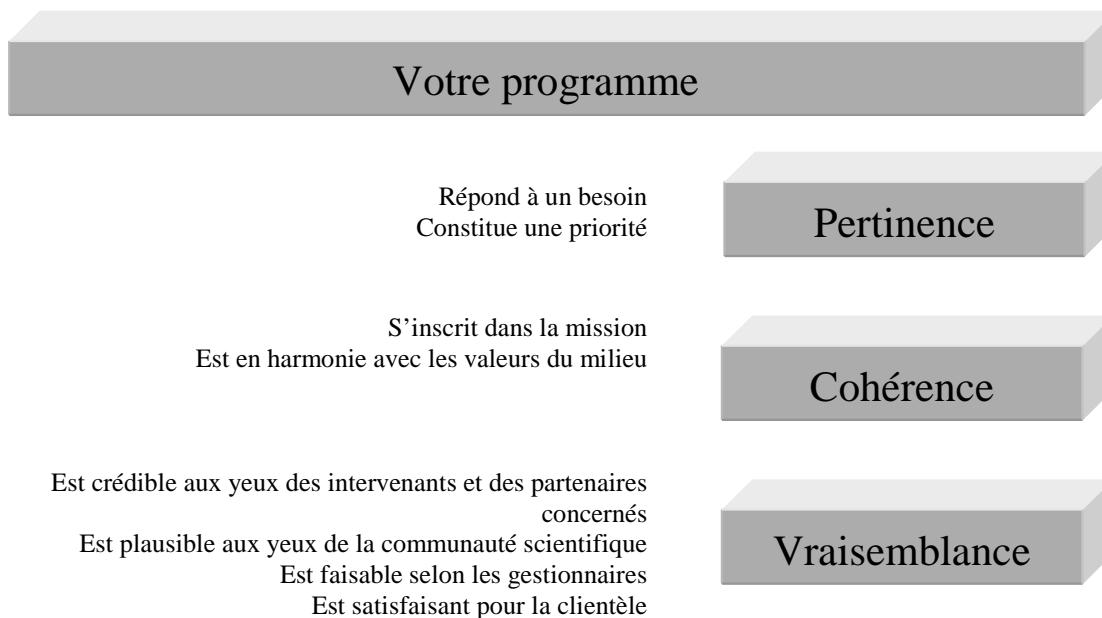 Votre programme
Répond à un besoin
Constitue une priorité
Pertinence
S’inscrit dans la mission
Est en harmonie avec les valeurs du milieu
Cohérence
Est crédible aux yeux des intervenants et des partenaires
concernés
Est plausible aux yeux de la communauté scientifique
Est faisable selon les gestionnaires
Est satisfaisant pour la clientèle
Vraisemblance